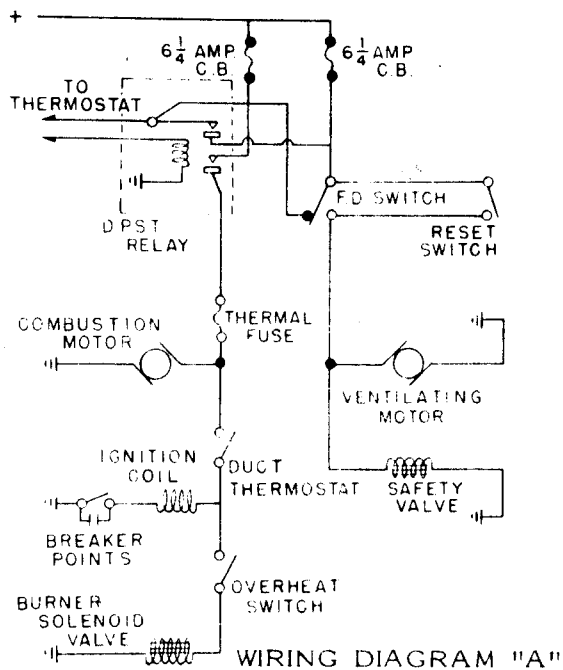 +
6 1/4 AMP.
C.B.
6 1/4 AMP
C.B.
TO
THERMOSTAT
F.D SWITCH
RESET
SWITCH
D.P.S.T.
RELAY
THERMAL
FUSE
COMBUSTION
MOTOR
VENTILATING
MOTOR
IGNITION
COIL
DUCT
THERMOSTAT
SAFETY
VALVE
BREAKER
POINTS
OVERHEAT
SWITCH
BURNER
SOLENOID
VALVE
WIRING DIAGRAM "A"